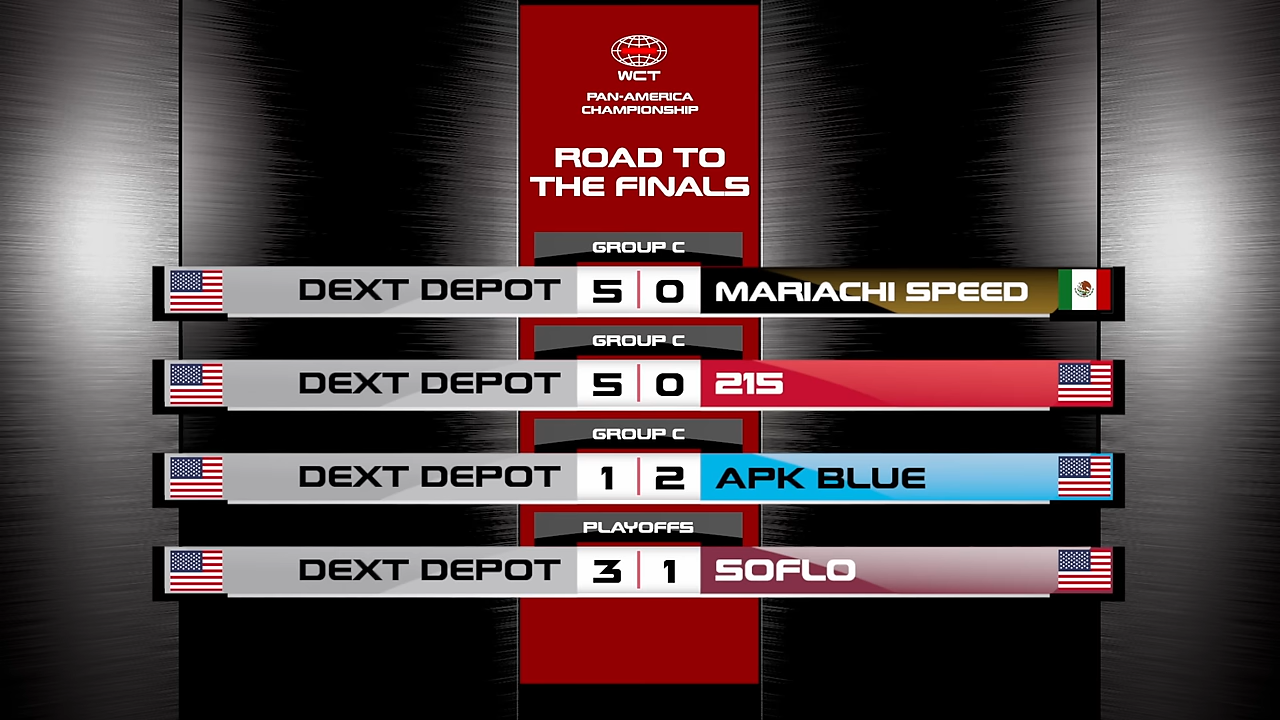 WCT
PAN-AMERICA
CHAMPIONSHIP
ROAD TO
THE FINALS
GROUP C
DEXT DEPOT 5 0 MARIACHI SPEED
GROUP C
DEXT DEPOT 5 0 215
GROUP C
DEXT DEPOT 1 2 APK BLUE
PLAYOFFS
DEXT DEPOT 3 1 SOFLO